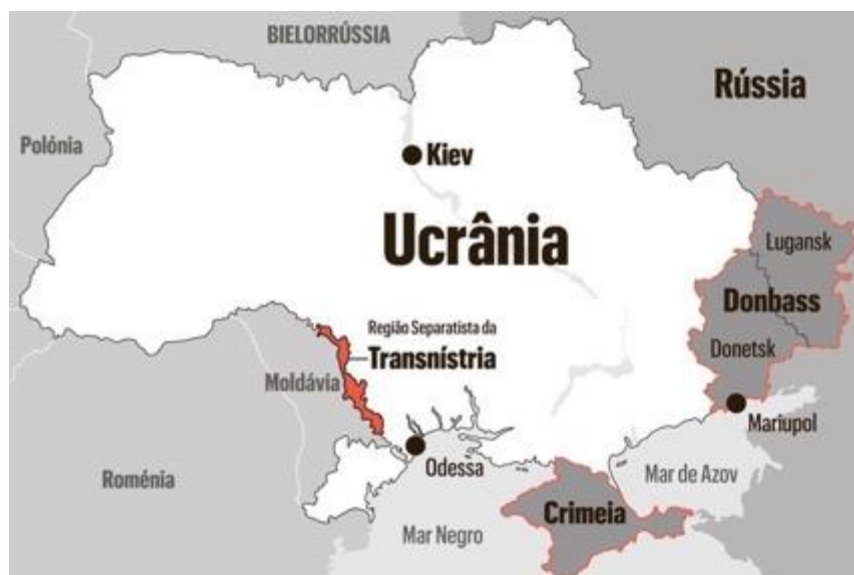 BIELORRÚSSIA
Rússia
Polónia
Kiev
Ucrânia
Lugansk
Donbass
Região Separatista da
Transnístria
Donetsk
Moldávia
Mariupol
Odessa
Mar de Azov
Roménia
Crimeia
Mar Negro